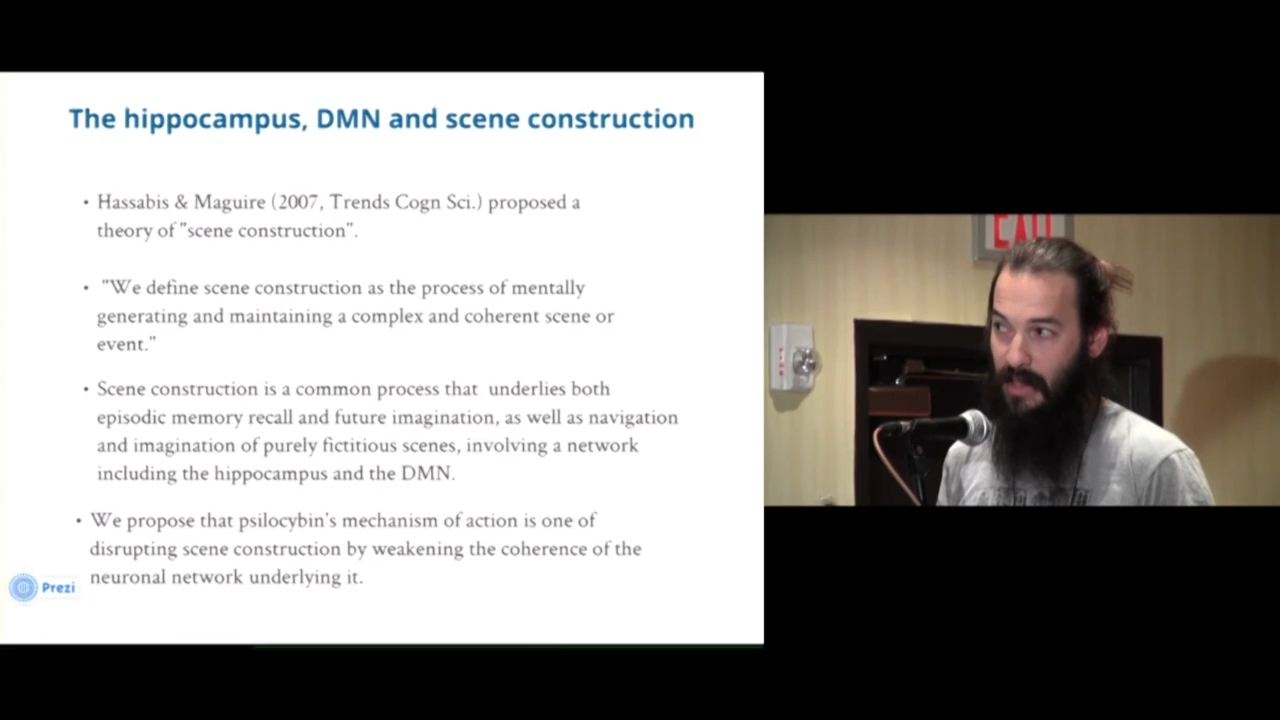 The hippocampus, DMN and scene construction
• Hassabis & Maguire (2007, Trends Cogn Sci.) proposed a
theory of "scene construction".
• "We define scene construction as the process of mentally
generating and maintaining a complex and coherent scene or
event."
• Scene construction is a common process that underlies both
episodic memory recall and future imagination, as well as navigation
and imagination of purely fictitious scenes, involving a network
including the hippocampus and the DMN.
• We propose that psilocybin's mechanism of action is one of
disrupting scene construction by weakening the coherence of the
neuronal network underlying it.
Prezi
EXIT